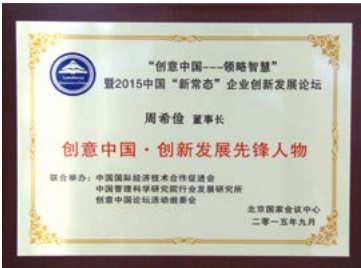 “创意中国---领略智慧”
暨2015中国“新常态”企业创新发展论坛
周希俭 董事长
创意中国·创新发展先锋人物
联合举办：中国国际经济技术合作促进会
中国管理科学研究院行业发展研究所
创意中国论坛活动组委会
北京国家会议中心
二零一五年九月